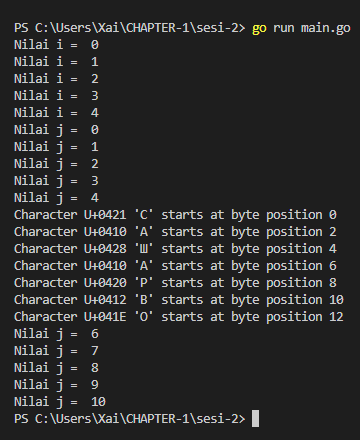 PS C:\Users\Xai\CHAPTER-1\sesi-2> go run main.go
Nilai i =  0
Nilai i =  1
Nilai i =  2
Nilai i =  3
Nilai i =  4
Nilai j =  0
Nilai j =  1
Nilai j =  2
Nilai j =  3
Nilai j =  4
Character U+0421 'С' starts at byte position 0
Character U+0410 'А' starts at byte position 2
Character U+0428 'Ш' starts at byte position 4
Character U+0410 'А' starts at byte position 6
Character U+0420 'Р' starts at byte position 8
Character U+0412 'В' starts at byte position 10
Character U+041E 'О' starts at byte position 12
Nilai j =  6
Nilai j =  7
Nilai j =  8
Nilai j =  9
Nilai j =  10
PS C:\Users\Xai\CHAPTER-1\sesi-2>